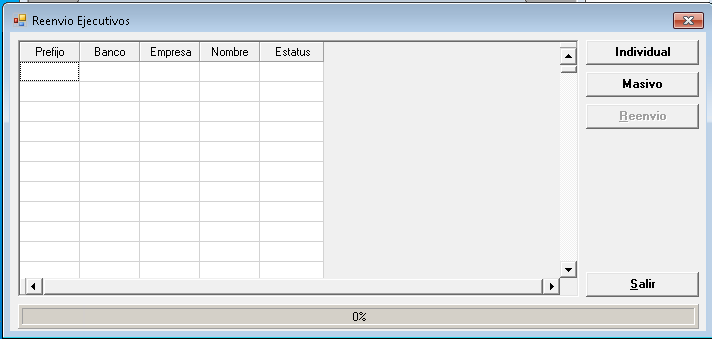 Reenvio Ejecutivos
Prefijo Banco Empresa Nombre Estatus
Individual
Masivo
Reenvio
Salir
0%